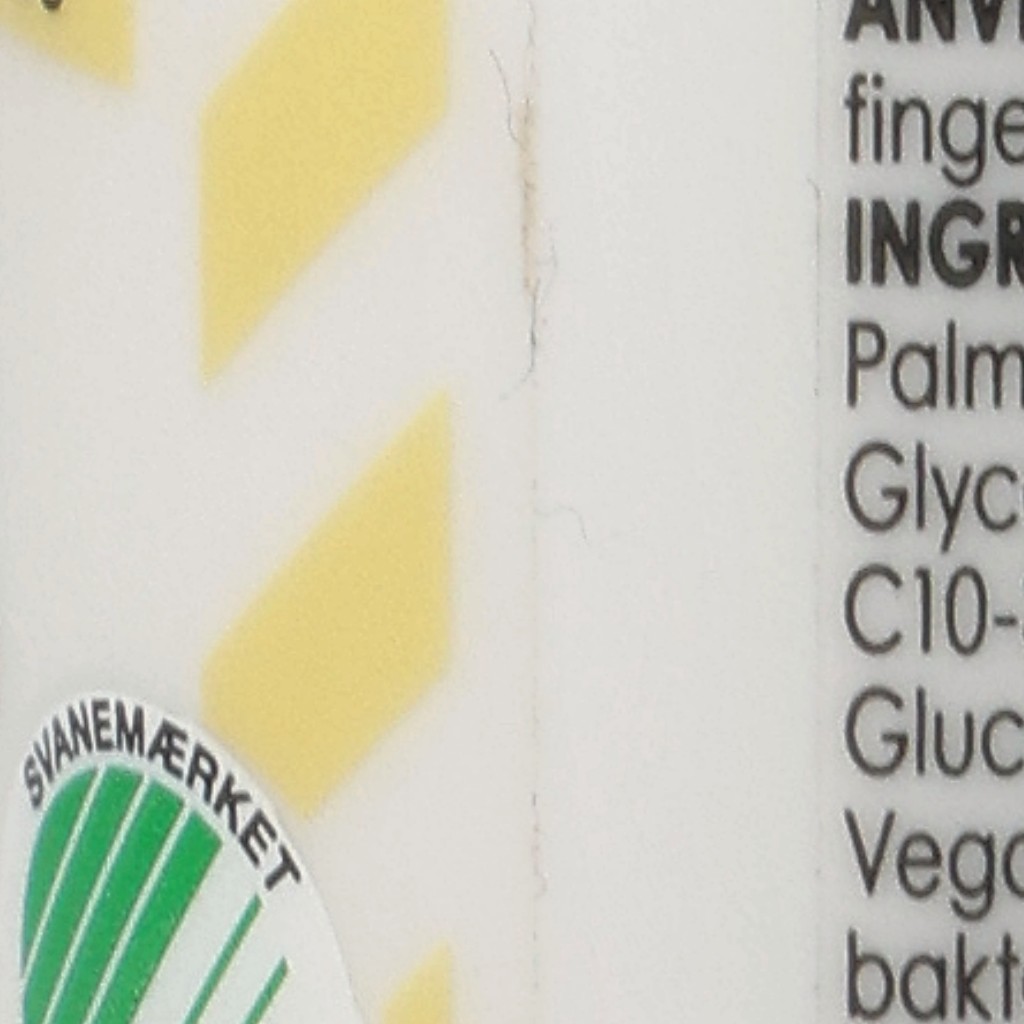 SVANEMÆRKET
ANV
finge
INGR
Palm
Glyc
C10-
Gluc
Veg
bakt